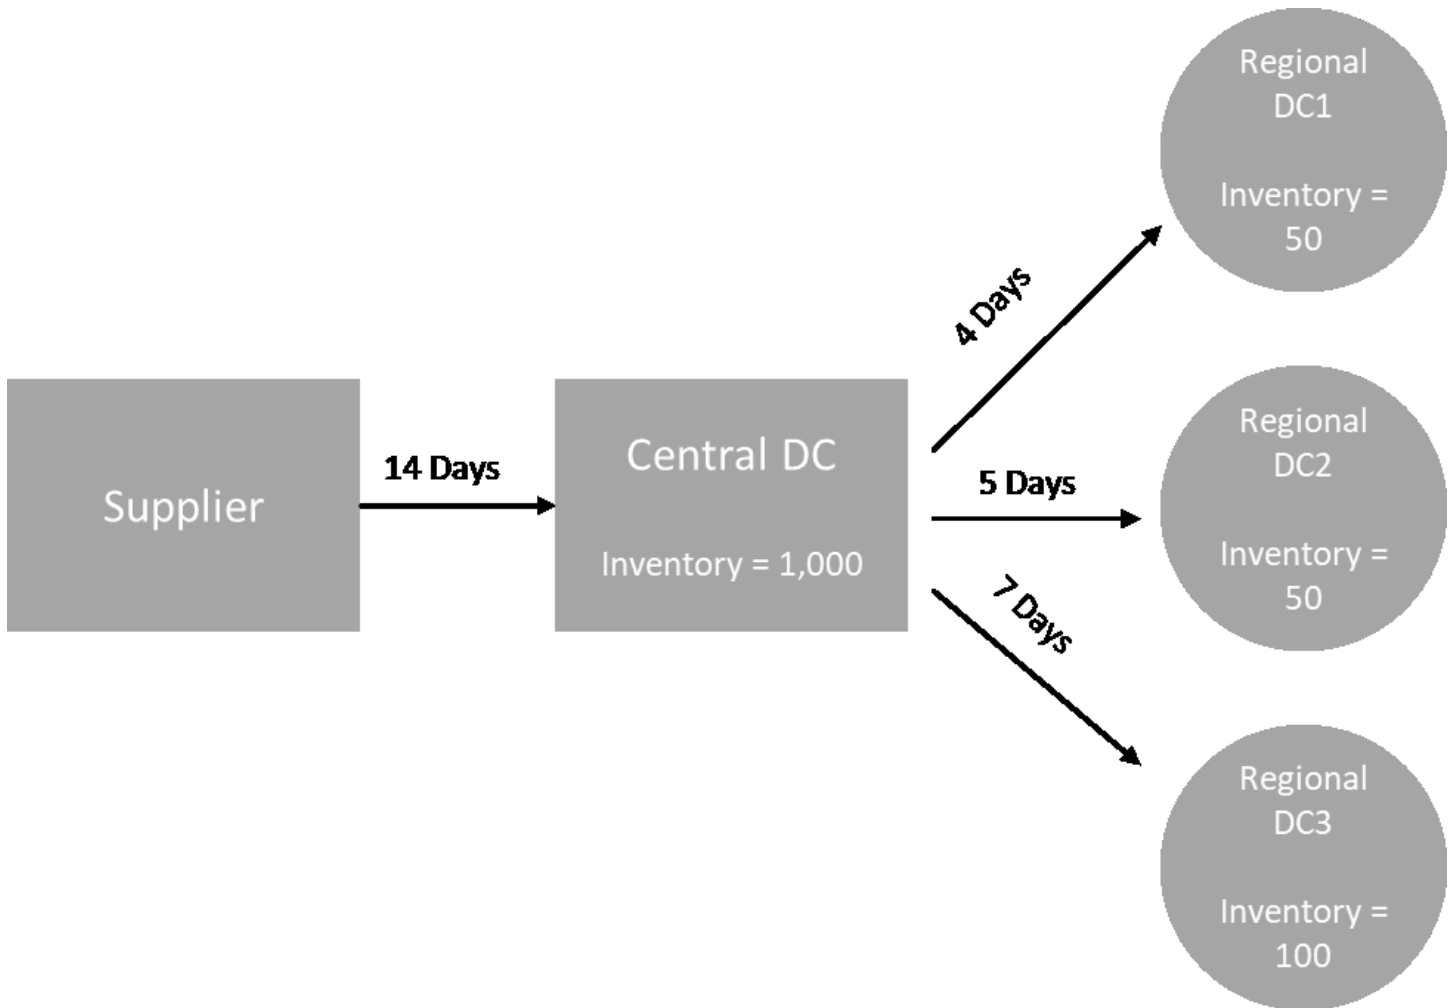 Supplier
14 Days
Central DC
Inventory = 1,000
4 Days
5 Days
7 Days
Regional
DC1
Inventory =
50
Regional
DC2
Inventory =
50
Regional
DC3
Inventory =
100